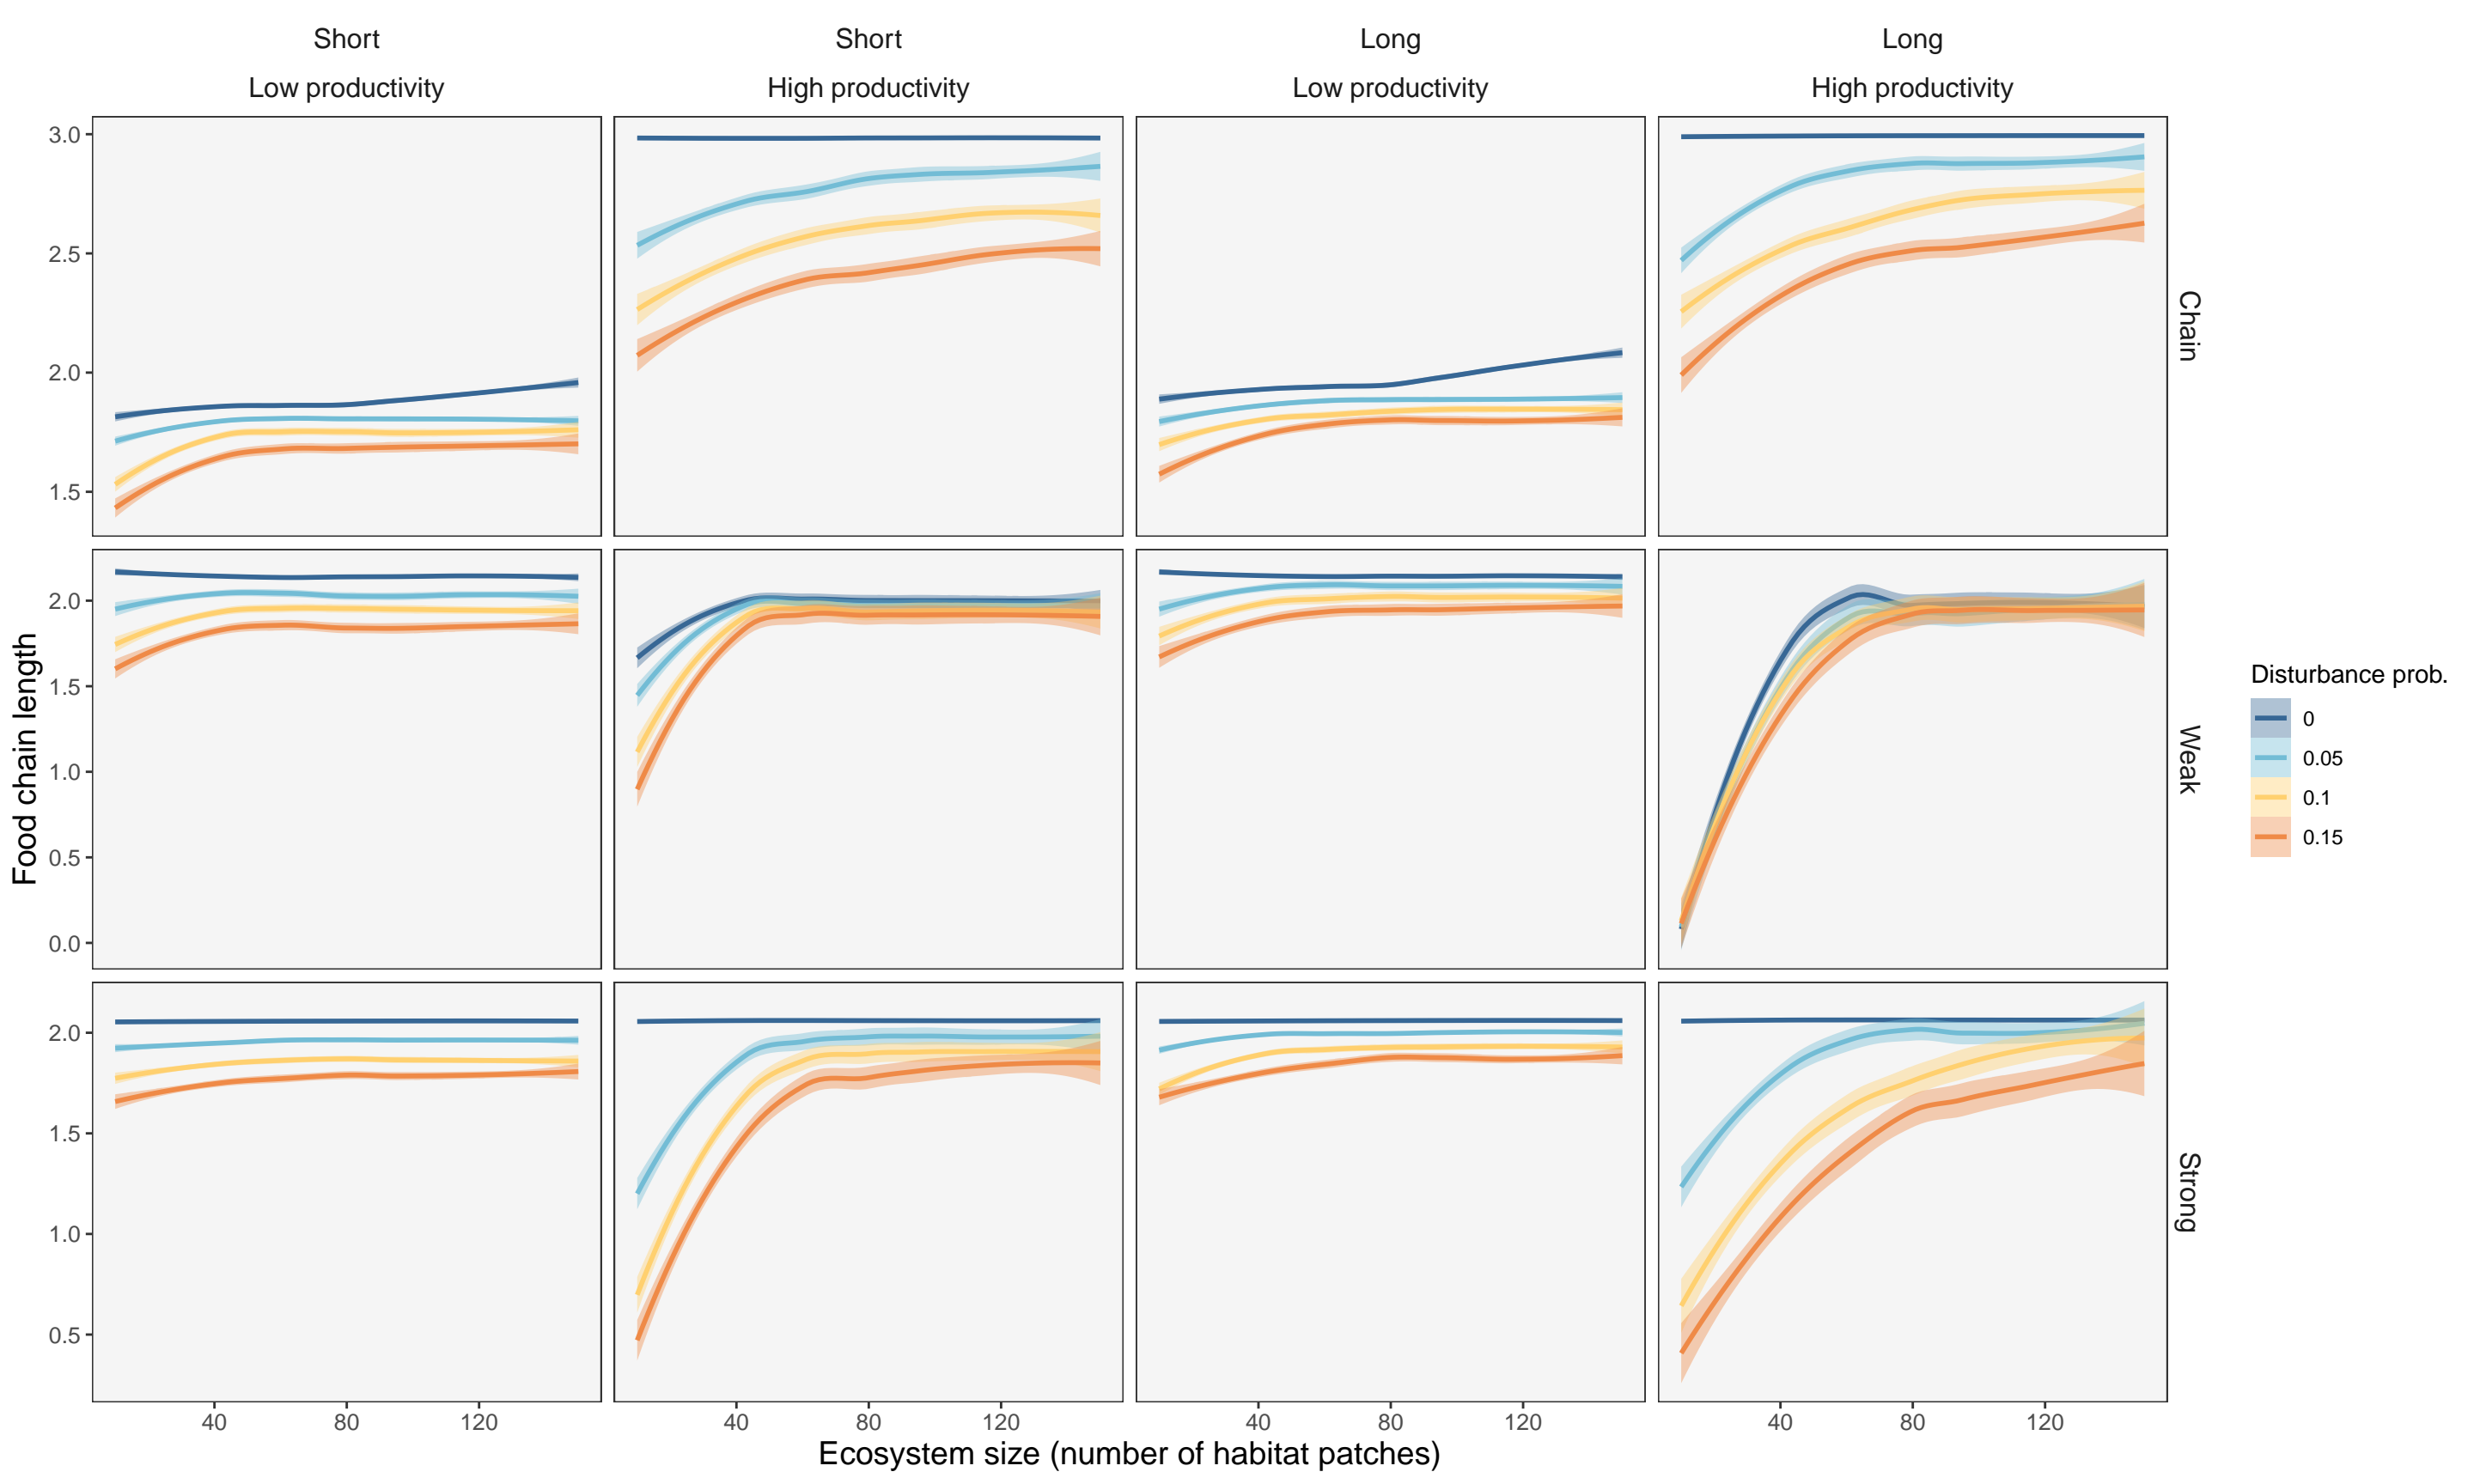 Short Short Long Long
Low productivity High productivity Low productivity High productivity
3.0
2.5
2.0
1.5
Chain
2.0
1.5
1.0
0.5
0.0
Weak
2.0
1.5
1.0
0.5
Strong
Food chain length
40 80 120 40 80 120 40 80 120 40 80 120
Ecosystem size (number of habitat patches)
Disturbance prob.
0
0.05
0.1
0.15